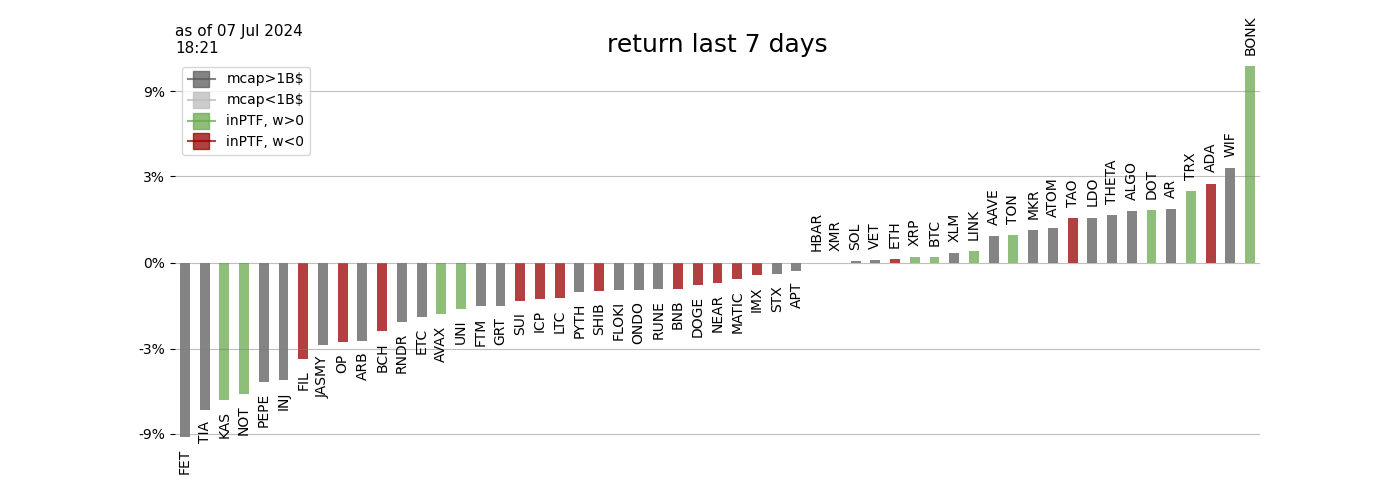 as of 07 Jul 2024
18:21
return last 7 days
mcap>1B$
mcap<1B$
inPTF, w>0
inPTF, w<0
9%
3%
0%
-3%
-9%
FET
TIA
KAS
NOT
PEPE
INJ
FIL
JASMY
OP
ARB
BCH
RNDR
ETC
AVAX
UNI
FTM
GRT
SUI
ICP
LTC
PYTH
SHIB
FLOKI
ONDO
RUNE
BNB
DOGE
NEAR
MATIC
IMX
STX
APT
HBAR
XMR
SOL
VET
ETH
XRP
BTC
XLM
LINK
AAVE
TON
MKR
ATOM
TAO
LDO
THETA
ALGO
DOT
AR
TRX
ADA
WIF
BONK